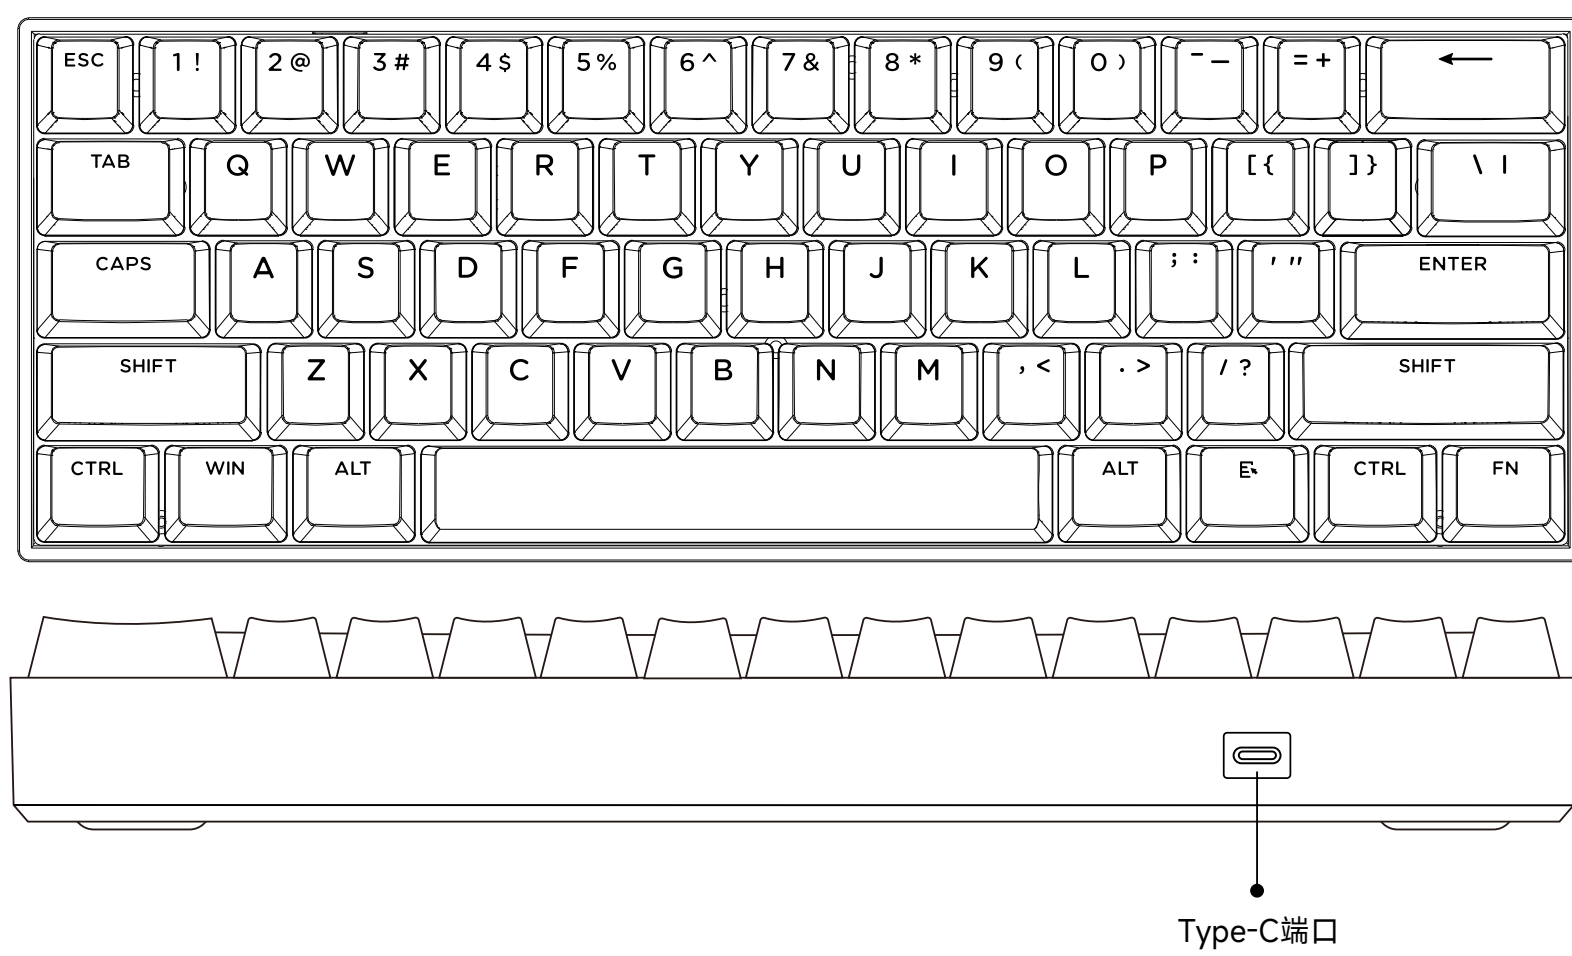 ESC 1 ! 2 @ 3 # 4 $ 5 % 6 ^ 7 & 8 * 9 ( 0 ) - — = + ←
TAB Q W E R T Y U I O P [ { ] } \ |
CAPS A S D F G H J K L ; : ' " ENTER
SHIFT Z X C V B N M , < . > / ? SHIFT
CTRL WIN ALT ALT CTRL FN
Type-C端口